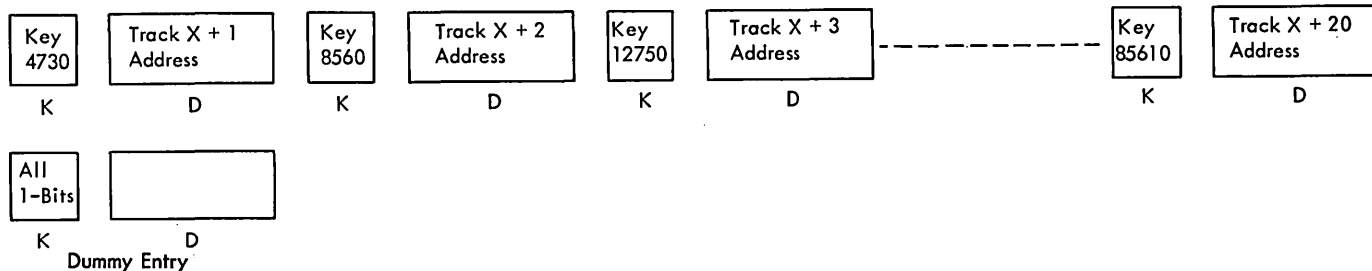 Key 4730 Track X + 1 Address Key 8560 Track X + 2 Address Key 12750 Track X + 3 Address Key 85610 Track X + 20 Address
K D K D K D K D
All 1-Bits
K D
Dummy Entry